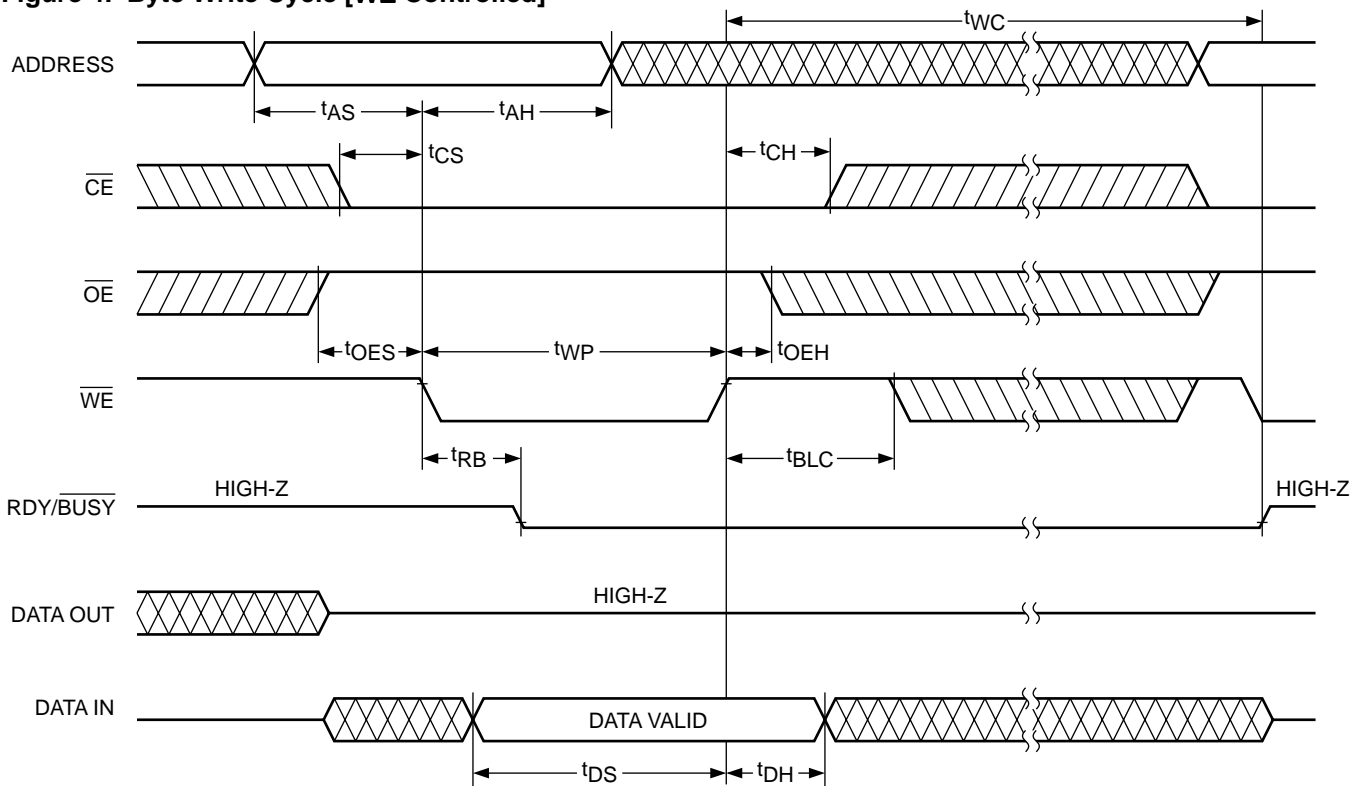 Figure 4. Byte Write Cycle [WE Controlled]
tWC
ADDRESS
tAS
tAH
tCS
tCH
CE
OE
tOES
tWP
tOEH
WE
tRB
tBLC
HIGH-Z
HIGH-Z
RDY/BUSY
HIGH-Z
DATA OUT
DATA IN
DATA VALID
tDS
tDH